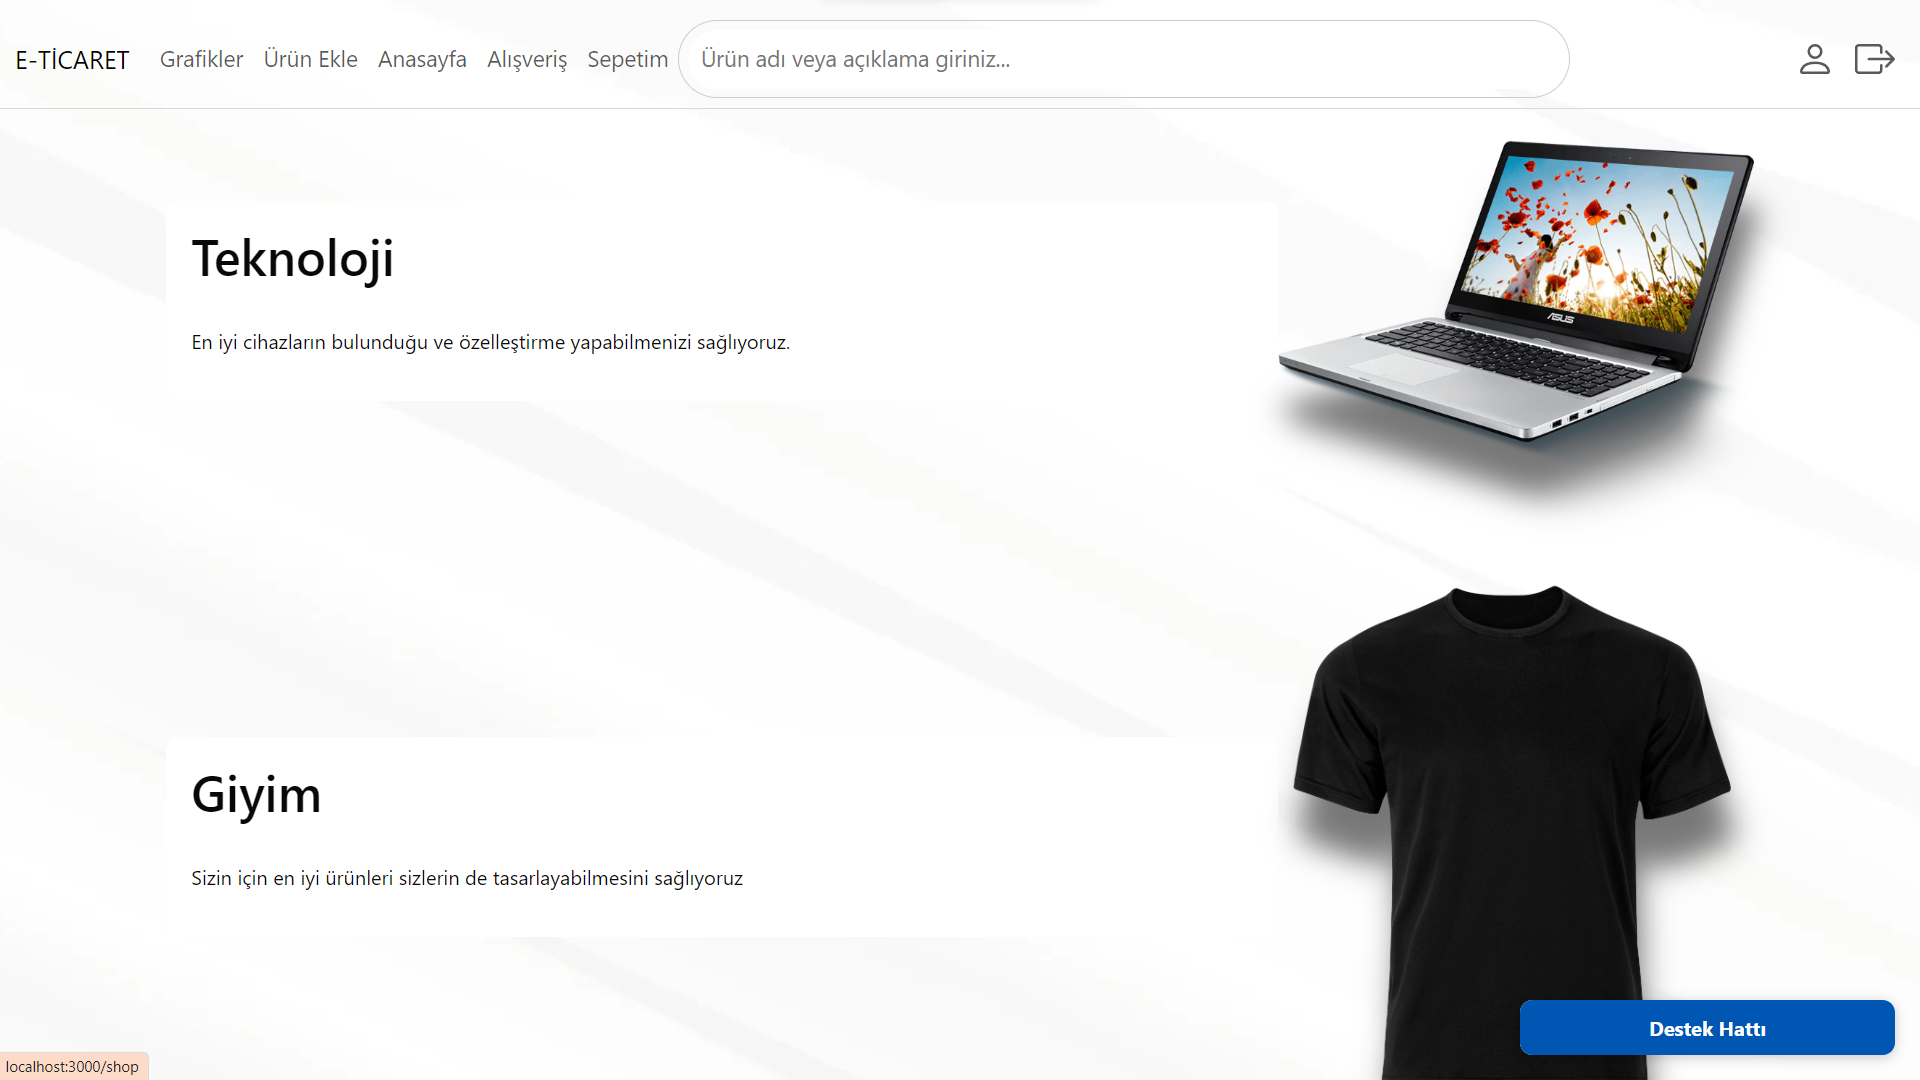 E-TİCARET Grafikler Ürün Ekle Anasayfa Alışveriş Sepetim Ürün adı veya açıklama giriniz...
Teknoloji
En iyi cihazların bulunduğu ve özelleştirme yapabilmenizi sağlıyoruz.
ASUS
Giyim
Sizin için en iyi ürünleri sizlerin de tasarlayabilmesini sağlıyoruz
Destek Hattı
localhost:3000/shop